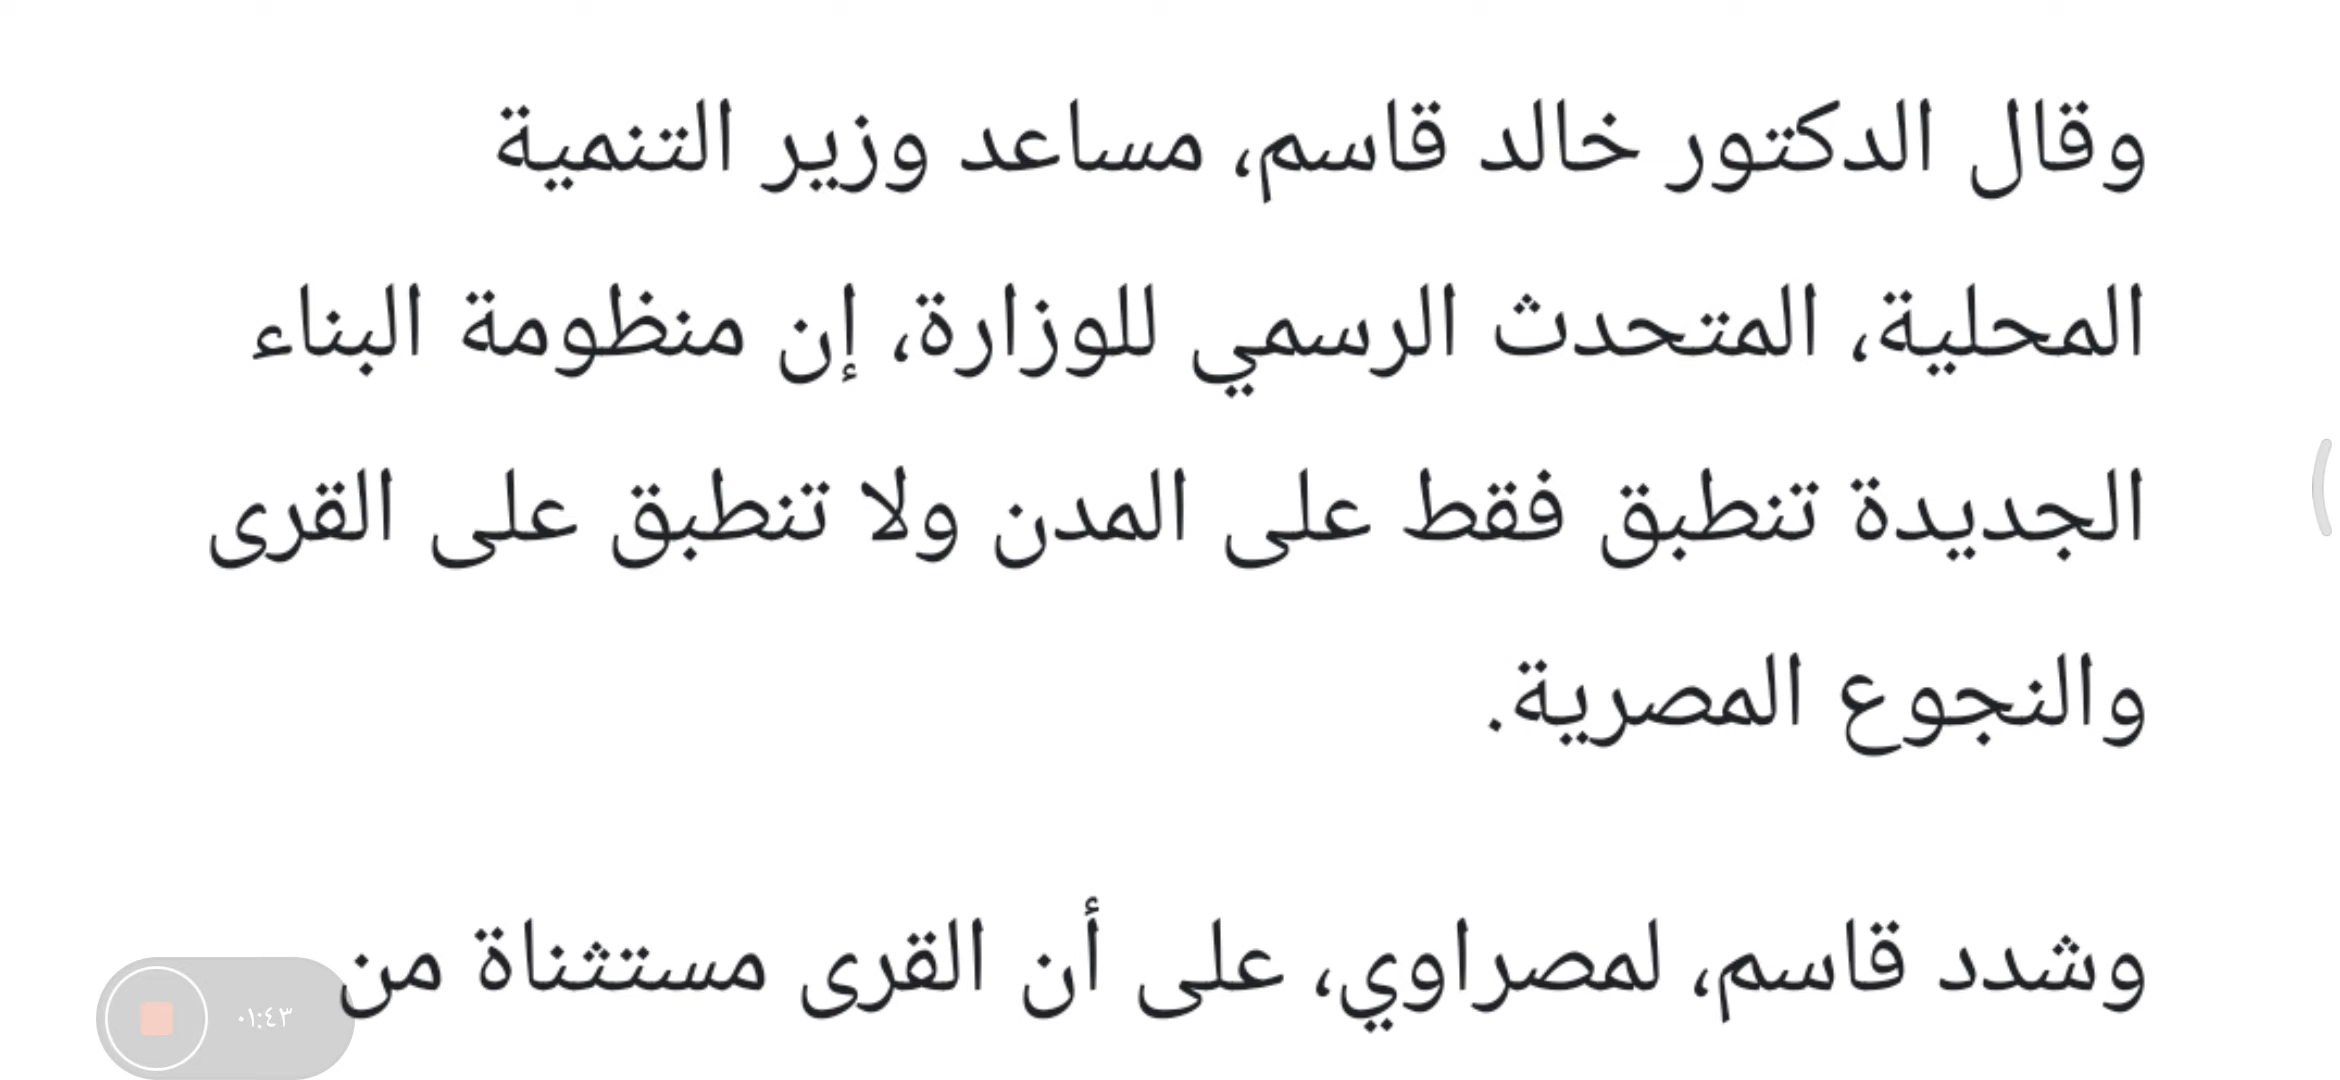 وقال الدكتور خالد قاسم، مساعد وزير التنمية
المحلية، المتحدث الرسمي للوزارة، إن منظومة البناء
الجديدة تنطبق فقط على المدن ولا تنطبق على القرى
والنجوع المصرية.
وشدد قاسم، لمصراوي، على أن القرى مستثناة من
٠١:٤٣